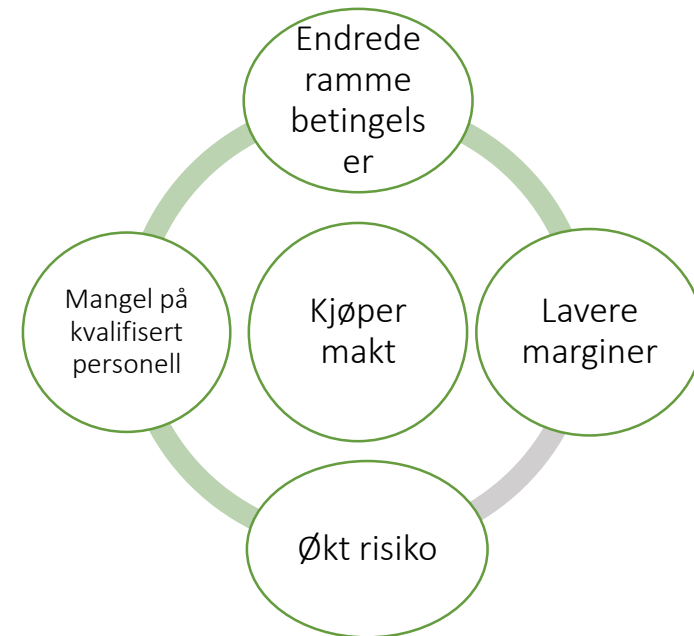 Endrede
ramme
betingels
er
Mangel på
kvalifisert
personell
Kjøper
makt
Lavere
marginer
Økt risiko